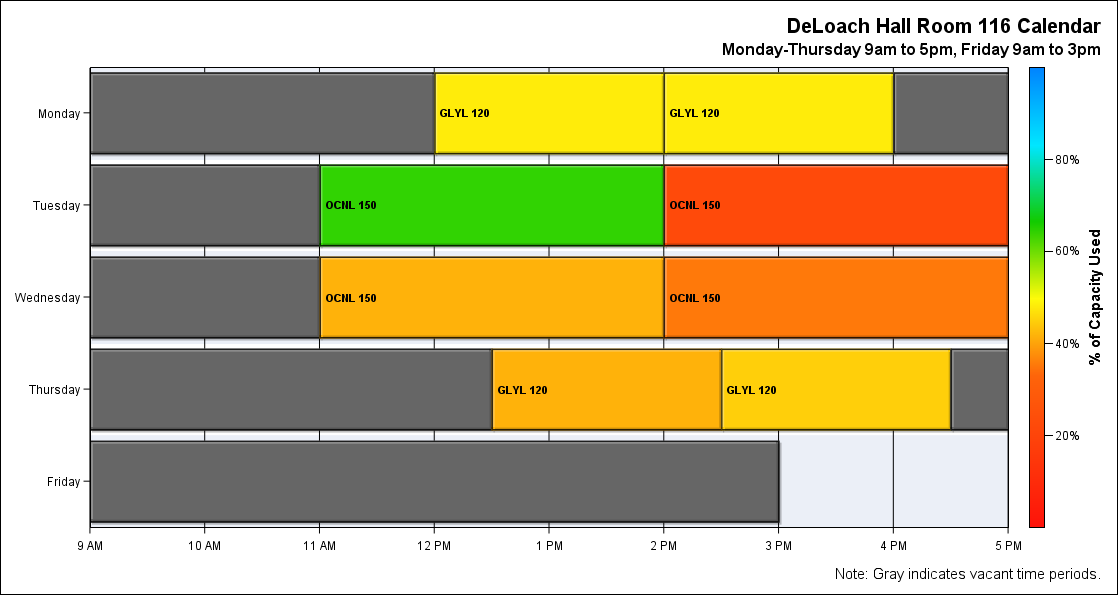 DeLoach Hall Room 116 Calendar
Monday-Thursday 9am to 5pm, Friday 9am to 3pm
Monday
GLYL 120
GLYL 120
Tuesday
OCNL 150
OCNL 150
Wednesday
OCNL 150
OCNL 150
Thursday
GLYL 120
GLYL 120
Friday
9 AM
10 AM
11 AM
12 PM
1 PM
2 PM
3 PM
4 PM
5 PM
80%
60%
40%
20%
% of Capacity Used
Note: Gray indicates vacant time periods.